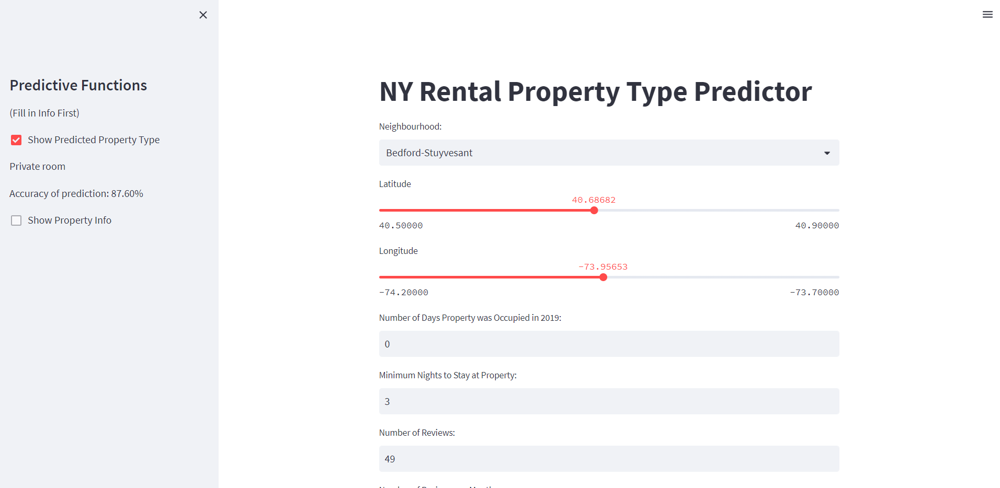 Predictive Functions
(Fill in Info First)
Show Predicted Property Type
Private room
Accuracy of prediction: 87.60%
Show Property Info
NY Rental Property Type Predictor
Neighbourhood:
Bedford-Stuyvesant
Latitude
40.68682
40.50000 40.90000
Longitude
-73.95653
-74.20000 -73.70000
Number of Days Property was Occupied in 2019:
0
Minimum Nights to Stay at Property:
3
Number of Reviews:
49